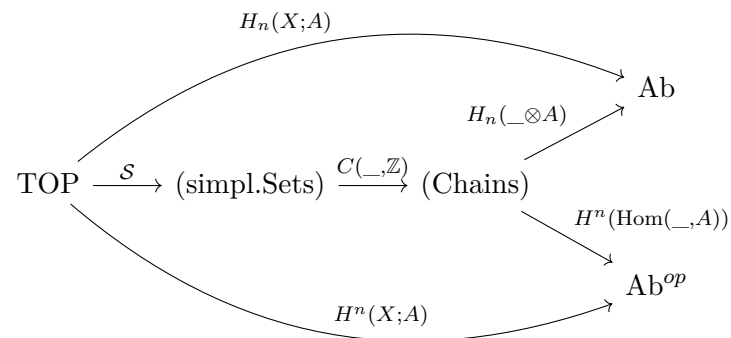 H_n(X;A)
Ab
H_n(_⊗A)
TOP 𝒮 (simpl.Sets) C(_,ℤ) (Chains)
H^n(Hom(_,A))
Ab^{op}
H^n(X;A)